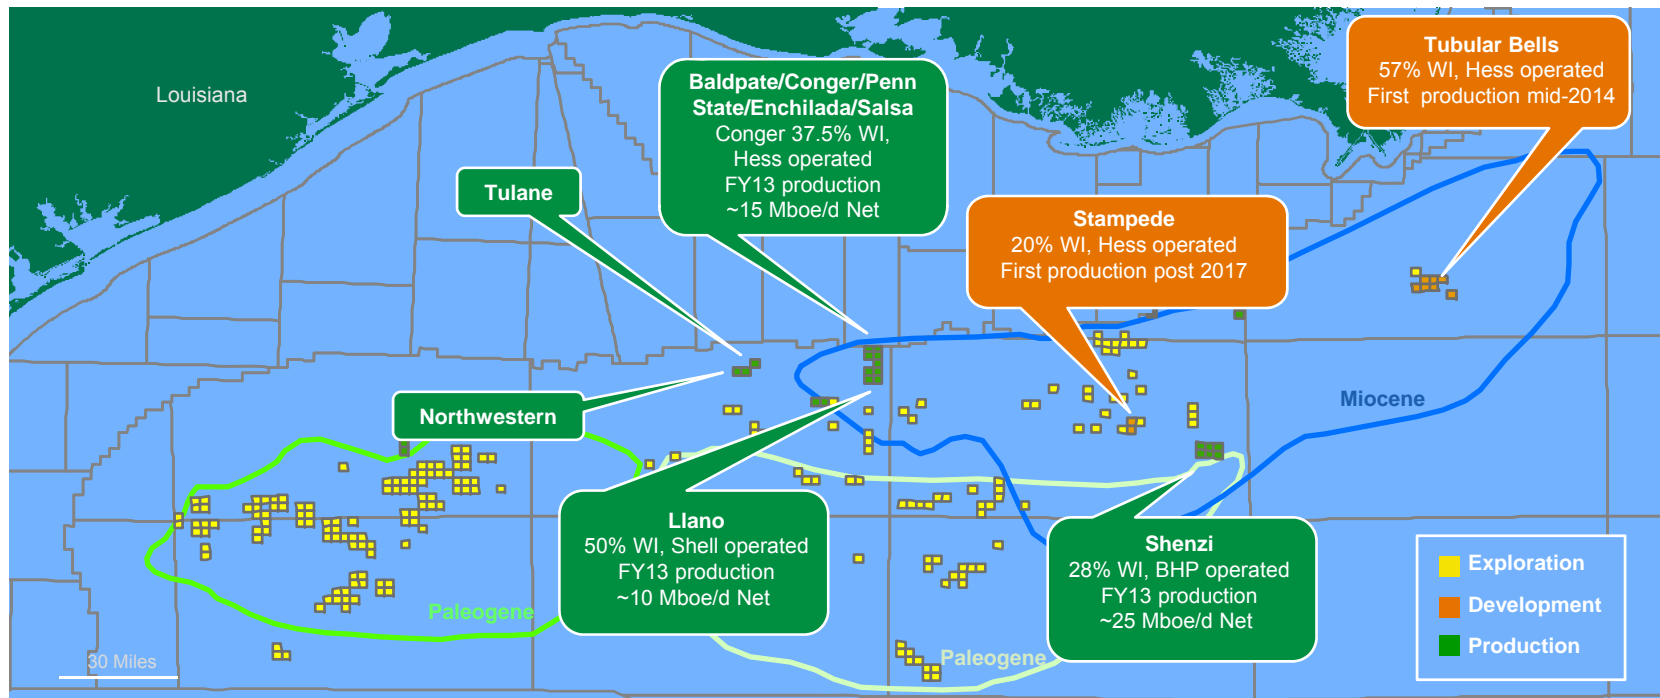 Louisiana
Tubular Bells
57% WI, Hess operated
First production mid-2014
Baldpate/Conger/Penn
State/Enchilada/Salsa
Conger 37.5% WI,
Hess operated
FY13 production
~15 Mboe/d Net
Tulane
Stampede
20% WI, Hess operated
First production post 2017
Northwestern
Miocene
Llano
50% WI, Shell operated
FY13 production
~10 Mboe/d Net
Shenzi
28% WI, BHP operated
FY13 production
~25 Mboe/d Net
Paleogene
Paleogene
30 Miles
Exploration
Development
Production